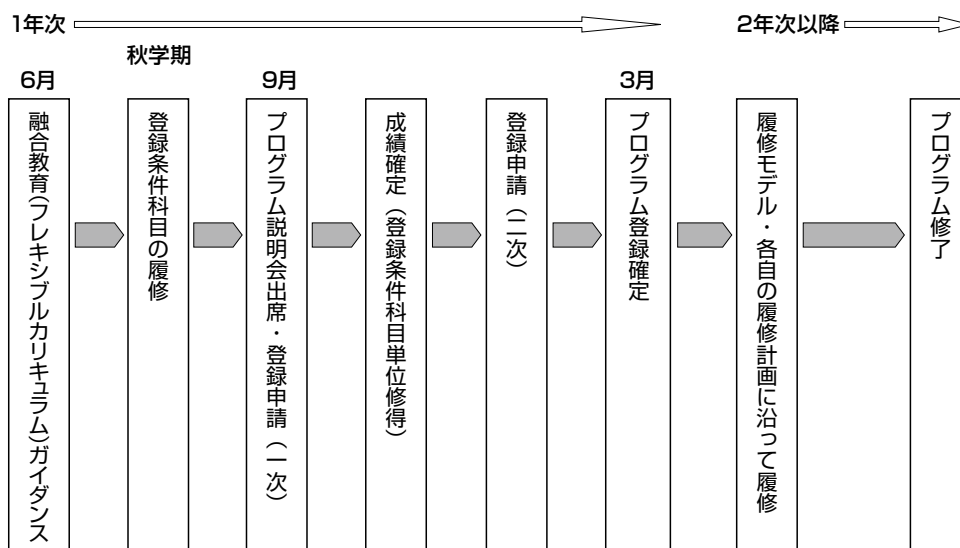 1年次
2年次以降
秋学期
6月
9月
3月
融合教育(フレキシブルカリキュラム)ガイダンス
登録条件科目の履修
プログラム説明会出席・登録申請（一次）
成績確定（登録条件科目単位修得）
登録申請（二次）
プログラム登録確定
履修モデル・各自の履修計画に沿って履修
プログラム修了